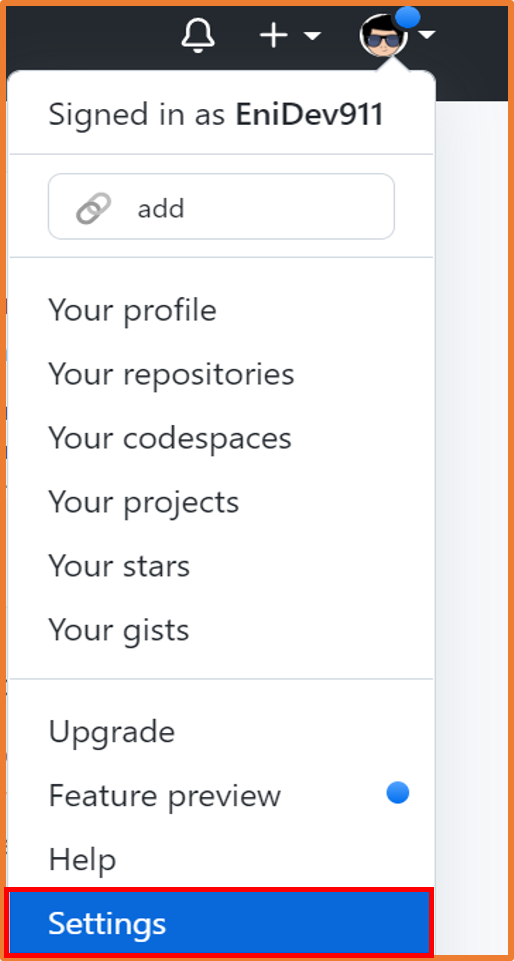 Signed in as EniDev911
add
Your profile
Your repositories
Your codespaces
Your projects
Your stars
Your gists
Upgrade
Feature preview
Help
Settings